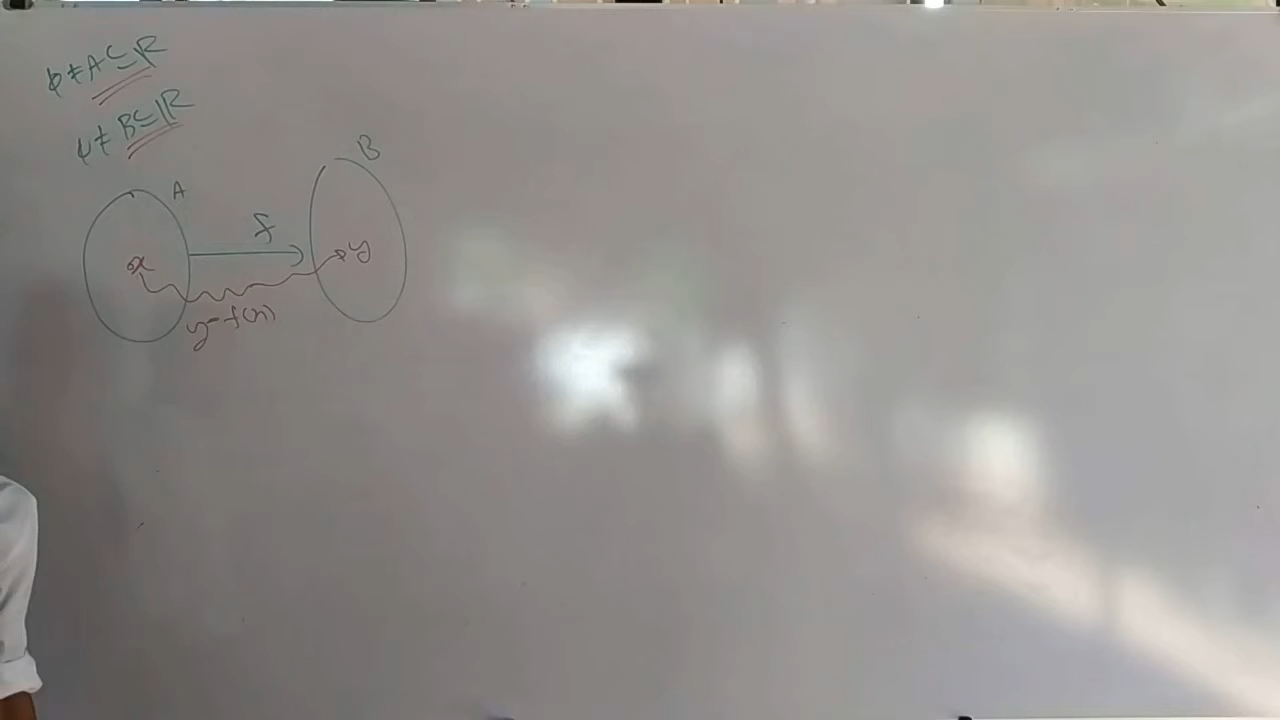 φ ≠ A ⊆ ℝ
φ ≠ B ⊆ ℝ
A
B
f
x
y
y=f(x)